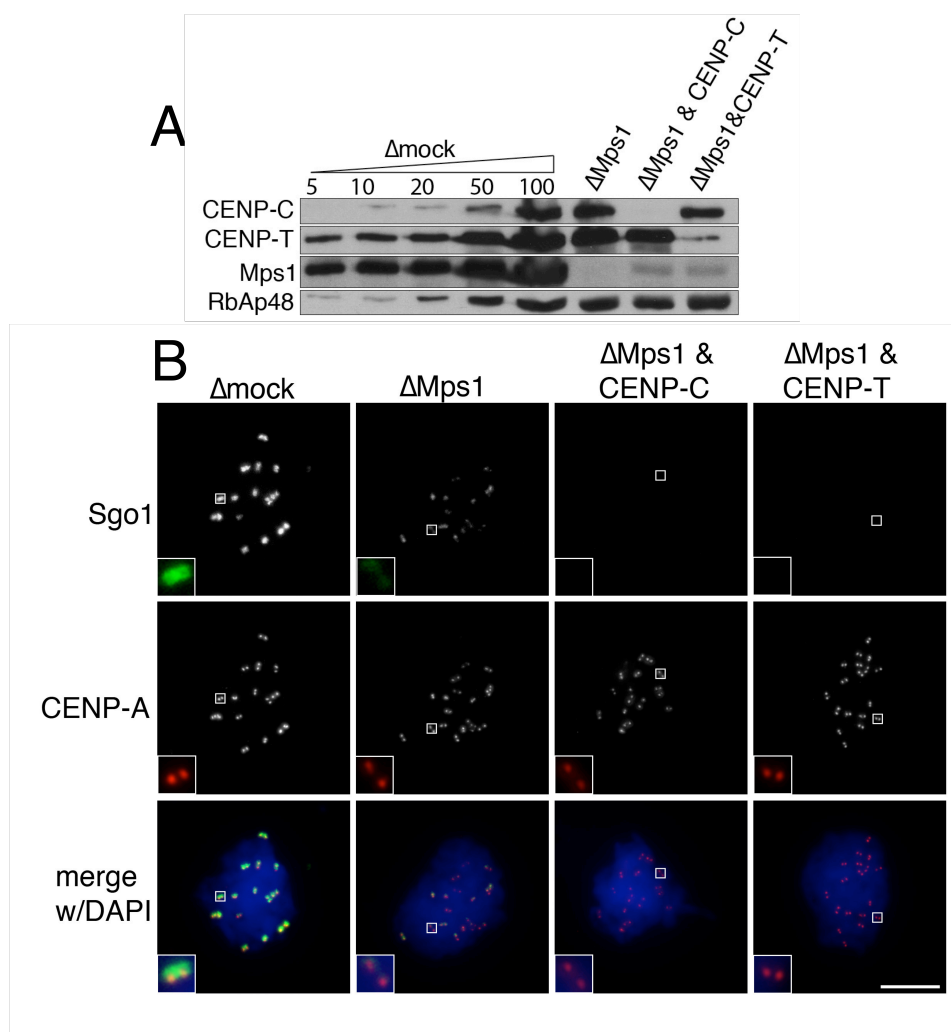 A
Δmock
ΔMps1
ΔMps1 & CENP-C
ΔMps1&CENP-T
5 10 20 50 100
CENP-C
CENP-T
Mps1
RbAp48
B
Δmock
ΔMps1
ΔMps1 &
CENP-C
ΔMps1 &
CENP-T
Sgo1
CENP-A
merge
w/DAPI